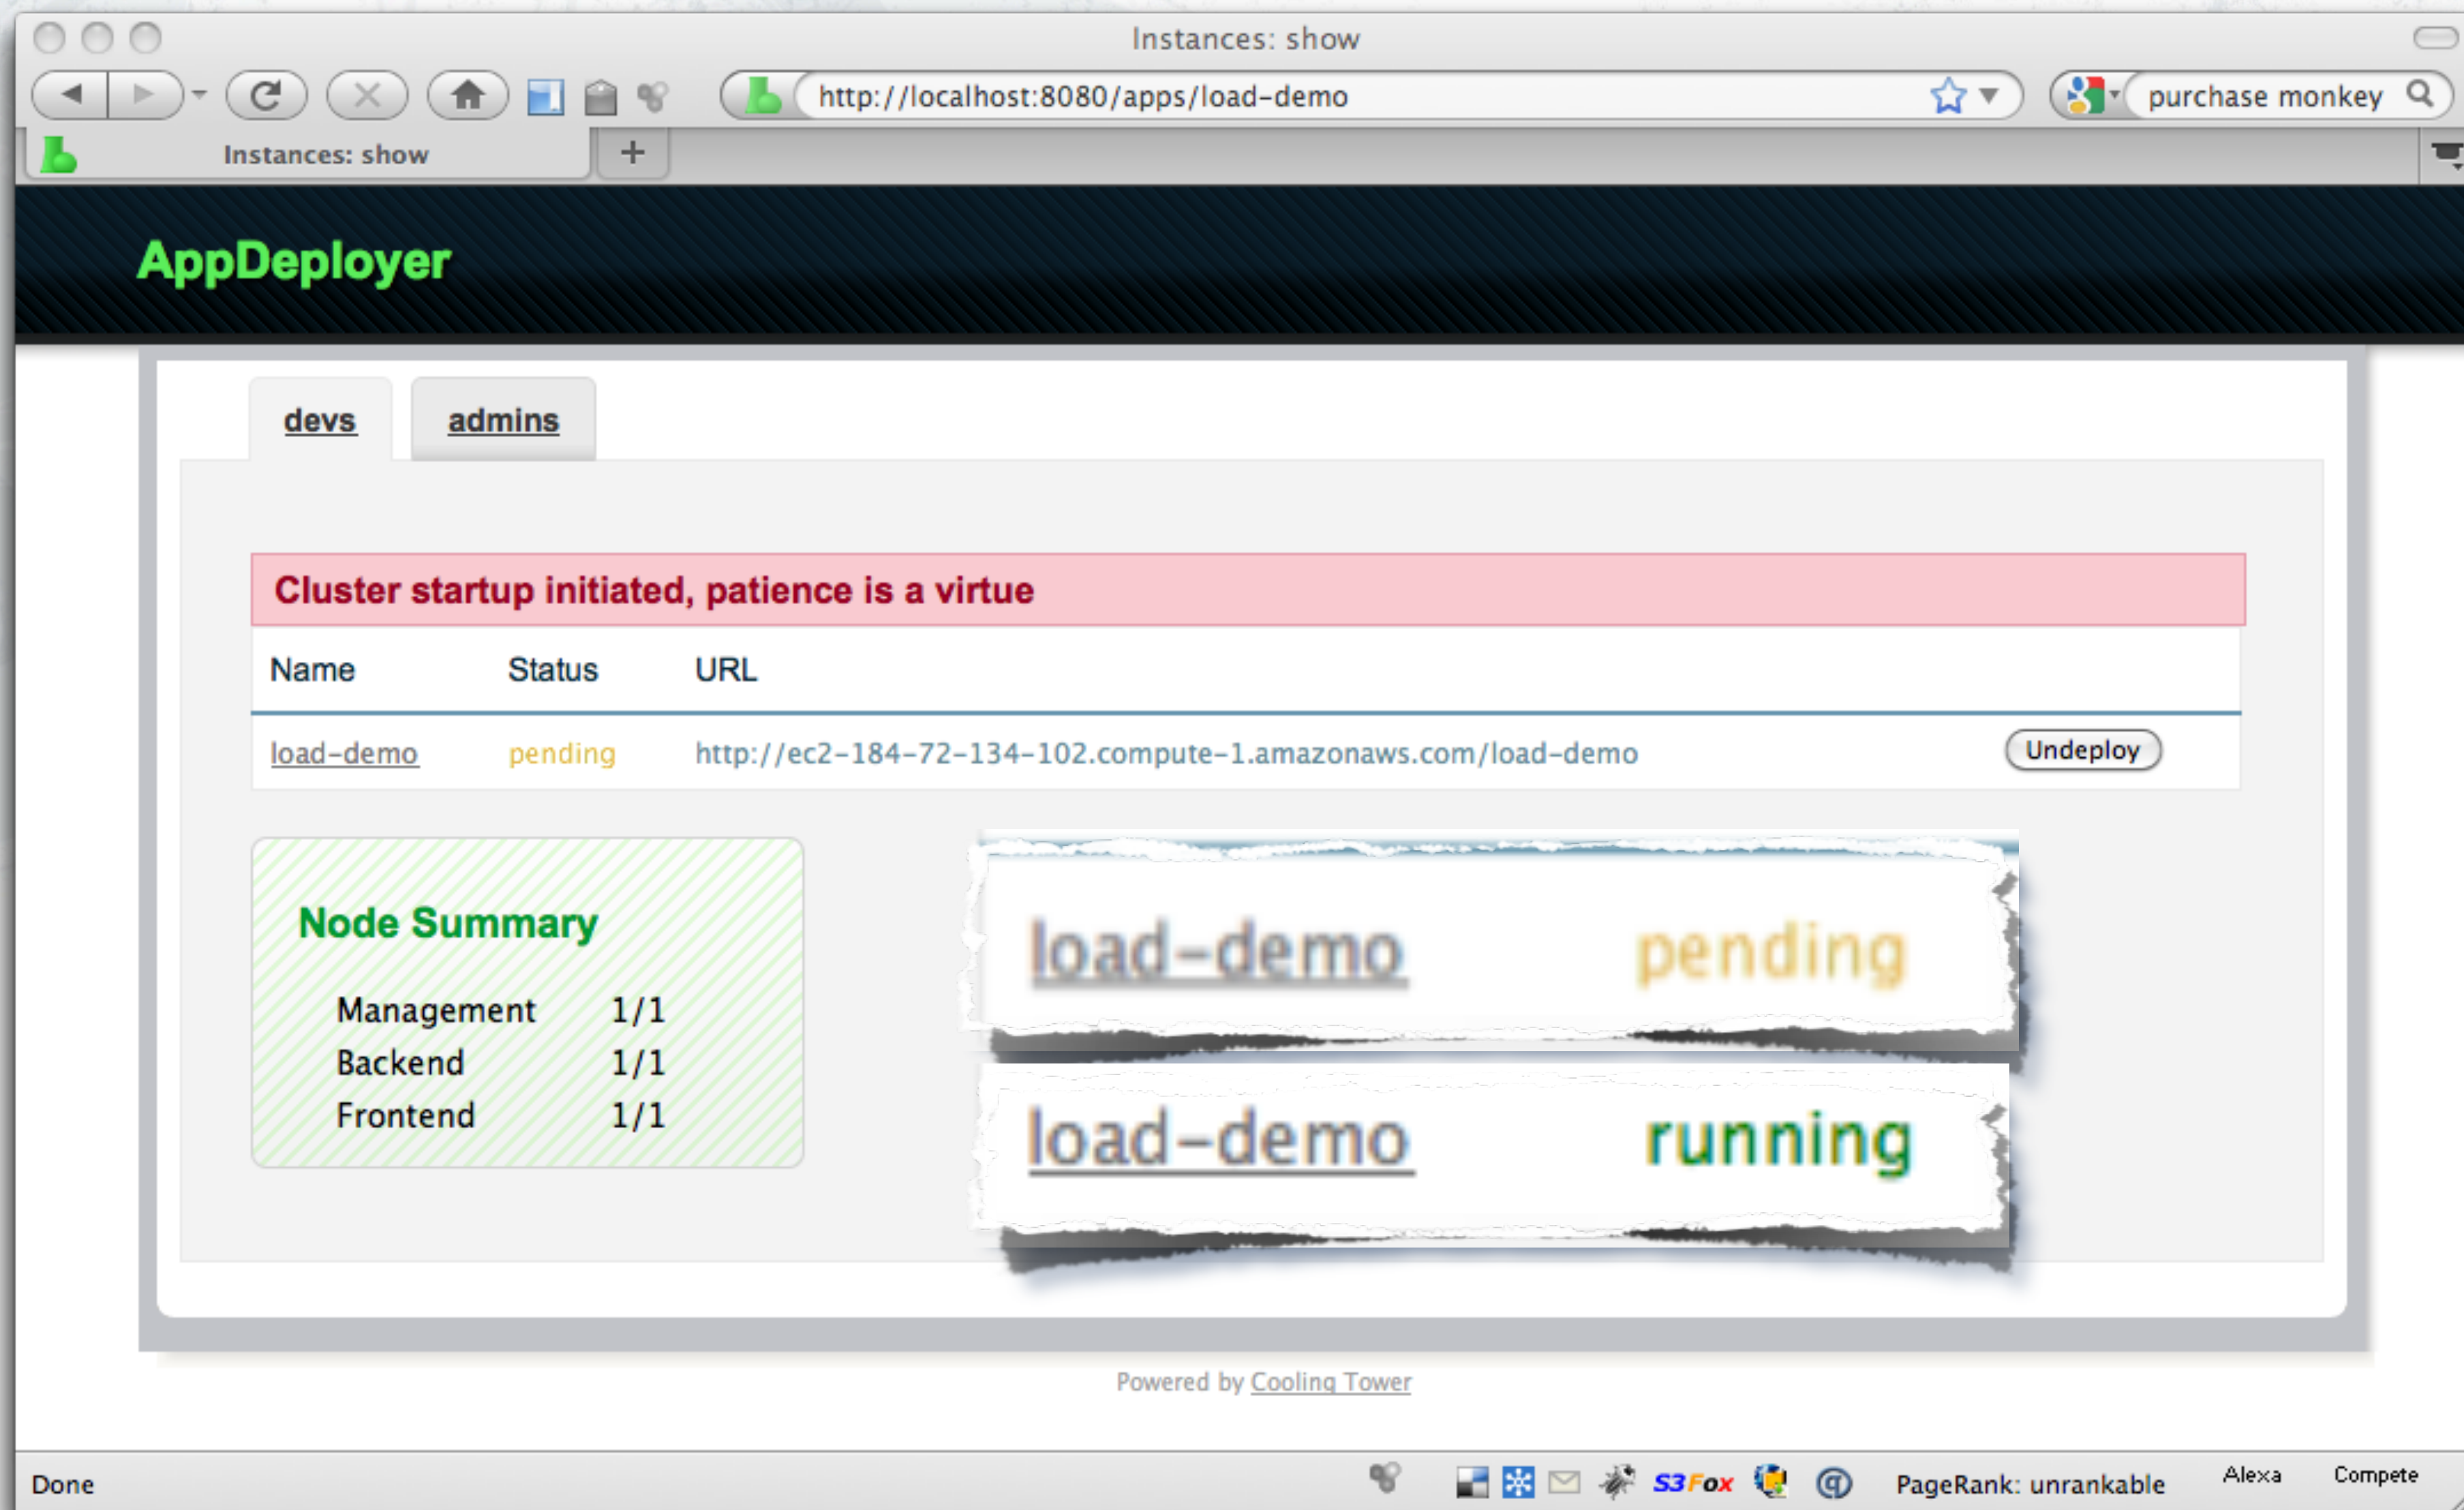 Instances: show
http://localhost:8080/apps/load-demo
purchase monkey
Instances: show
+
AppDeployer
devs admins
Cluster startup initiated, patience is a virtue
Name Status URL
load-demo pending http://ec2-184-72-134-102.compute-1.amazonaws.com/load-demo Undeploy
Node Summary
Management 1/1
Backend 1/1
Frontend 1/1
load-demo pending
load-demo running
Powered by Cooling Tower
Done S3Fox @ PageRank: unrankable Alexa Compete